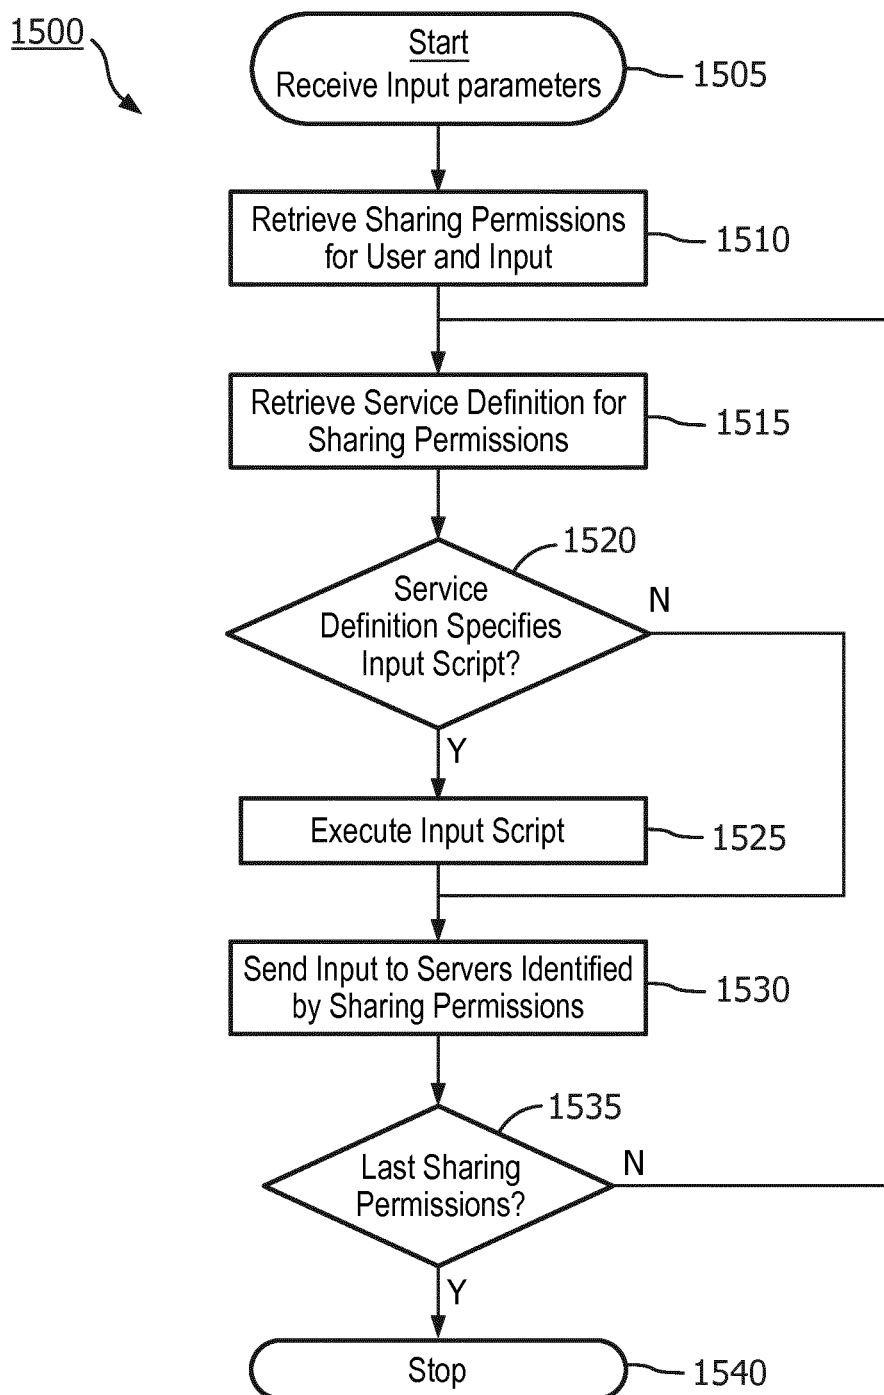 1500
Start
Receive Input parameters
1505
Retrieve Sharing Permissions
for User and Input
1510
Retrieve Service Definition for
Sharing Permissions
1515
1520
Service
Definition Specifies
Input Script?
N
Y
Execute Input Script
1525
Send Input to Servers Identified
by Sharing Permissions
1530
1535
Last Sharing
Permissions?
N
Y
Stop
1540